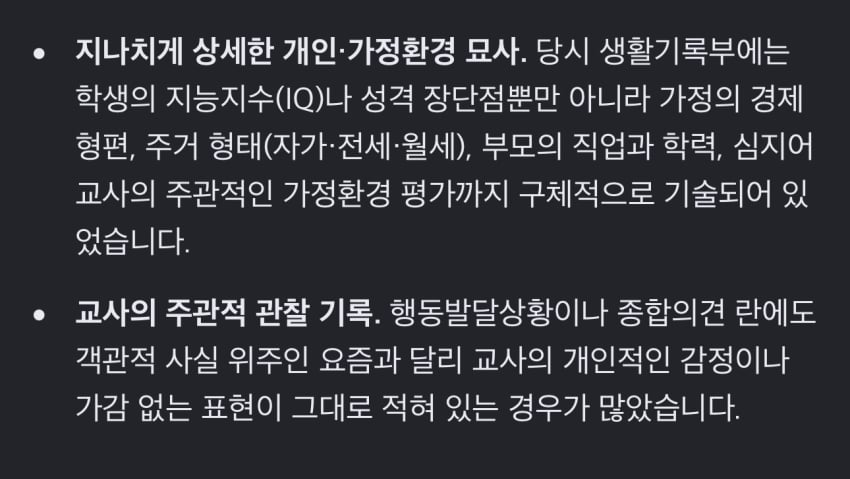 • 지나치게 상세한 개인·가정환경 묘사. 당시 생활기록부에는
학생의 지능지수(IQ)나 성격 장단점뿐만 아니라 가정의 경제
형편, 주거 형태(자가·전세·월세), 부모의 직업과 학력, 심지어
교사의 주관적인 가정환경 평가까지 구체적으로 기술되어 있
었습니다.
• 교사의 주관적 관찰 기록. 행동발달상황이나 종합의견 란에도
객관적 사실 위주인 요즘과 달리 교사의 개인적인 감정이나
가감 없는 표현이 그대로 적혀 있는 경우가 많았습니다.